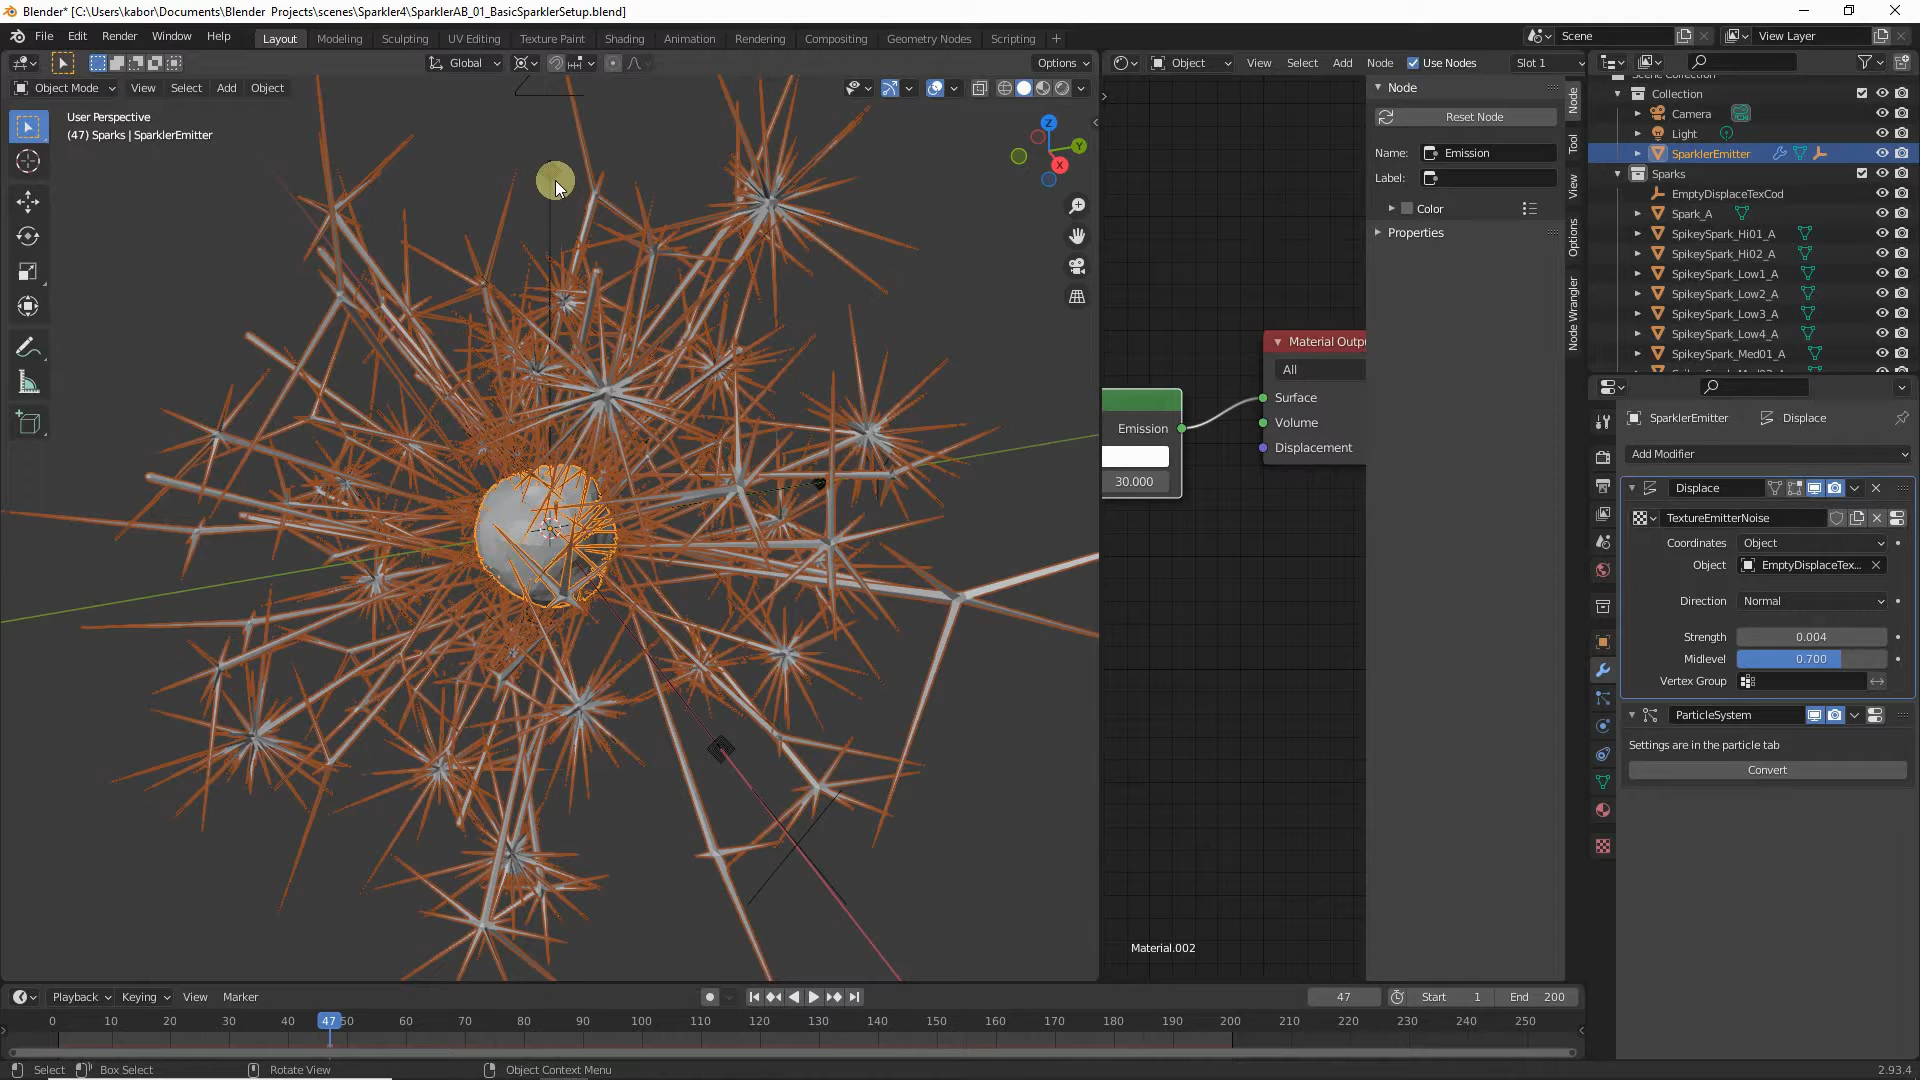 Blender* [C:\Users\kabor\Documents\Blender Projects\scenes\Sparkler4\SparklerAB_01_BasicSparklerSetup.blend]
File Edit Render Window Help
Layout Modeling Sculpting UV Editing Texture Paint Shading Animation Rendering Compositing Geometry Nodes Scripting
Scene
View Layer
Global
Options
Object
View Select Add Node Use Nodes
Slot 1
Object Mode View Select Add Object
User Perspective
(47) Sparks | SparklerEmitter
Z
Y
X
Emission
30.000
Material Outp
All
Surface
Volume
Displacement
Material.002
Node
Reset Node
Name: Emission
Label:
Color
Properties
Node
Tool
View
Options
Node Wrangler
Collection
Camera
Light
SparklerEmitter
Sparks
EmptyDisplaceTexCod
Spark_A
SpikeySpark_Hi01_A
SpikeySpark_Hi02_A
SpikeySpark_Low1_A
SpikeySpark_Low2_A
SpikeySpark_Low3_A
SpikeySpark_Low4_A
SpikeySpark_Med01_A
SparklerEmitter Displace
Add Modifier
Displace
TextureEmitterNoise
Coordinates Object
Object EmptyDisplaceTex...
Direction Normal
Strength 0.004
Midlevel 0.700
Vertex Group
ParticleSystem
Settings are in the particle tab
Convert
Playback Keying View Marker
47 Start 1 End 200
0 10 20 30 40 47 50 60 70 80 90 100 110 120 130 140 150 160 170 180 190 200 210 220 230 240 250
Select Box Select Rotate View Object Context Menu
2.93.4